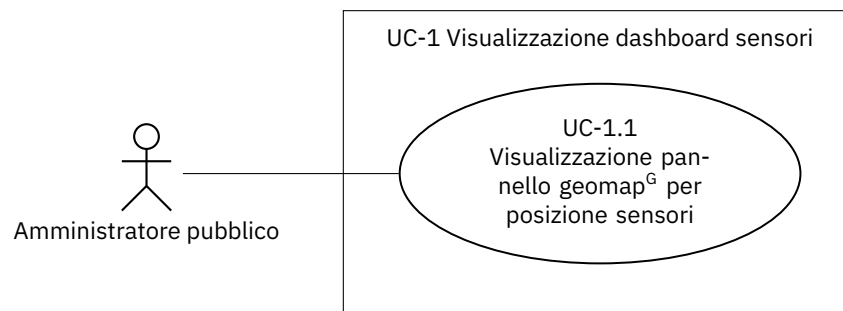 UC-1 Visualizzazione dashboard sensori
UC-1.1
Visualizzazione pan-
nello geomapᴳ per
posizione sensori
Amministratore pubblico